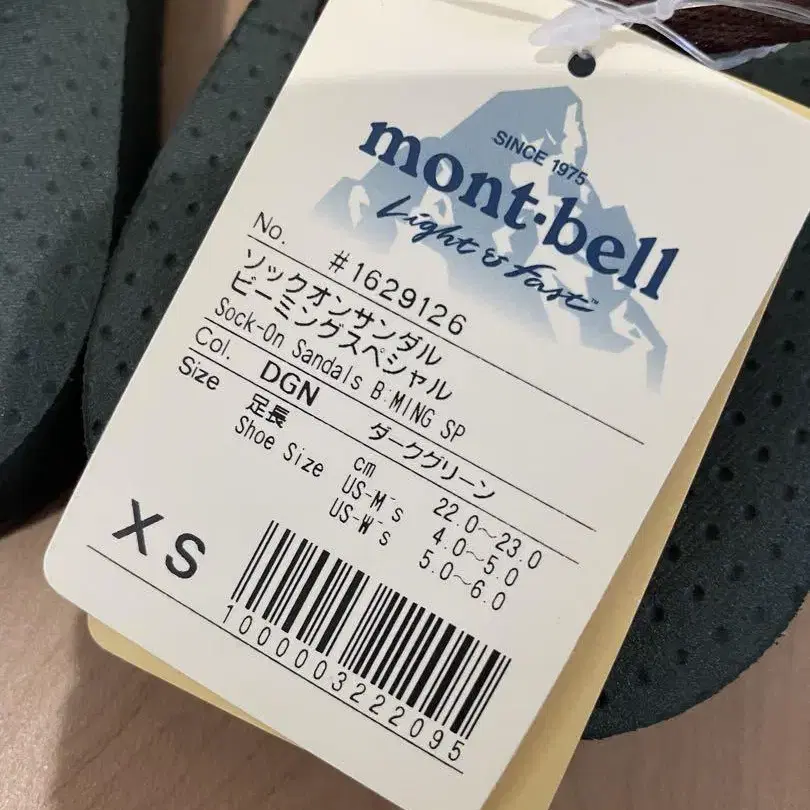 SINCE 1975
mont-bell
Light & Fast™
No. #1629126
ソックオンサンダル
ビーミングスペシャル
Sock-On Sandals B:MING SP
Col. DGN ダークグリーン
Size 足長 cm 22.0～23.0
Shoe Size US-M's 4.0～5.0
US-W's 5.0～6.0
XS
1000003222095